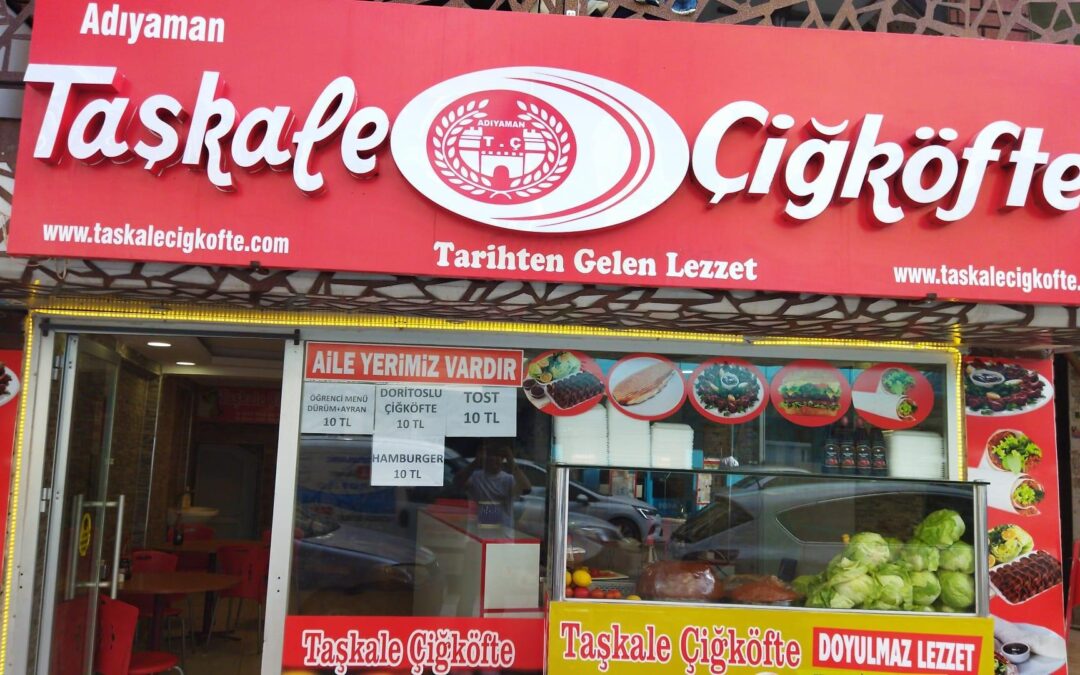 Adıyaman
Taşkale
ADIYAMAN
T.Ç
Çiğköfte
www.taskalecigkofte.com
Tarihten Gelen Lezzet
www.taskalecigkofte.
AİLE YERİMİZ VARDIR
ÖĞRENCİ MENÜ
DÜRÜM+AYRAN
10 TL
DORİTOSLU
ÇİĞKÖFTE
10 TL
TOST
10 TL
HAMBURGER
10 TL
Taşkale Çiğköfte
Taşkale Çiğköfte
DOYULMAZ LEZZET